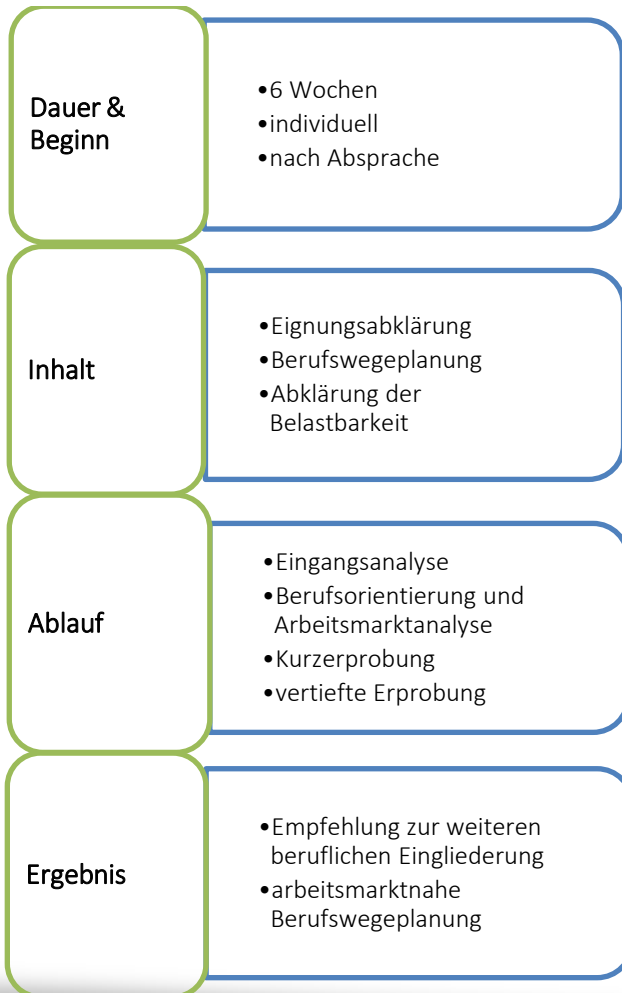 Dauer &
Beginn
•6 Wochen
•individuell
•nach Absprache
Inhalt
•Eignungsabklärung
•Berufswegeplanung
•Abklärung der
Belastbarkeit
Ablauf
•Eingangsanalyse
•Berufsorientierung und
Arbeitsmarktanalyse
•Kurzerprobung
•vertiefte Erprobung
Ergebnis
•Empfehlung zur weiteren
beruflichen Eingliederung
•arbeitsmarktnahe
Berufswegeplanung